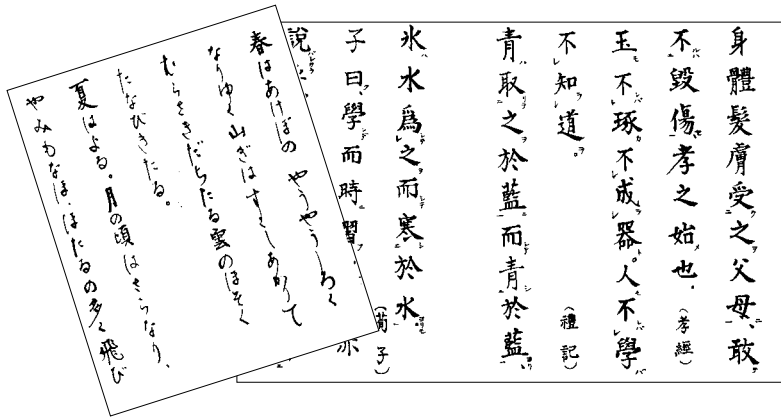 身體髮膚受之父母、敢
不毀傷孝之始也。（孝經）
玉不琢不成器。人不學
不知道。（禮記）
青取之於藍而青於藍、
氷水爲之而寒於水。（荀子）
子曰、學而時習 亦
説
春はあけぼの やうやうしろく
なりゆく山ぎはすこしあかりて
むらさきだちたる雲のほそく
たなびきたる。
夏はよる。月の頃はさらなり、
やみもなほ、ほたるの多く飛び